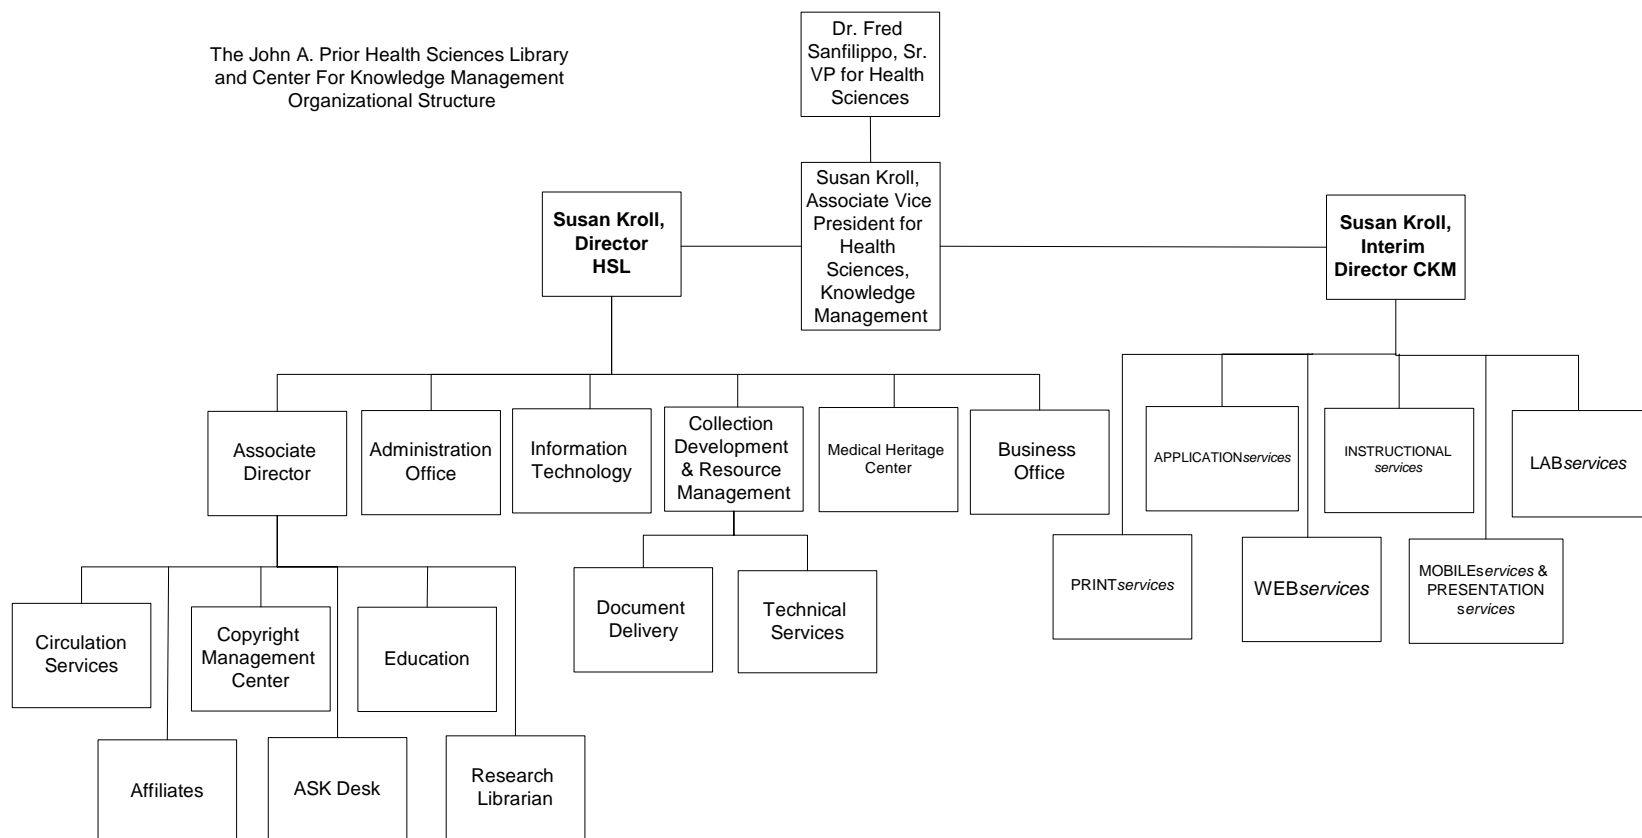 The John A. Prior Health Sciences Library
and Center For Knowledge Management
Organizational Structure
Dr. Fred
Sanfilippo, Sr.
VP for Health
Sciences
Susan Kroll,
Associate Vice
President for
Health
Sciences,
Knowledge
Management
Susan Kroll,
Director
HSL
Susan Kroll,
Interim
Director CKM
Associate
Director
Administration
Office
Information
Technology
Collection
Development
& Resource
Management
Medical Heritage
Center
Business
Office
APPLICATIONservices
INSTRUCTIONAL
services
LABservices
PRINTservices
WEBservices
MOBILEservices &
PRESENTATION
services
Document
Delivery
Technical
Services
Circulation
Services
Copyright
Management
Center
Education
Affiliates
ASK Desk
Research
Librarian